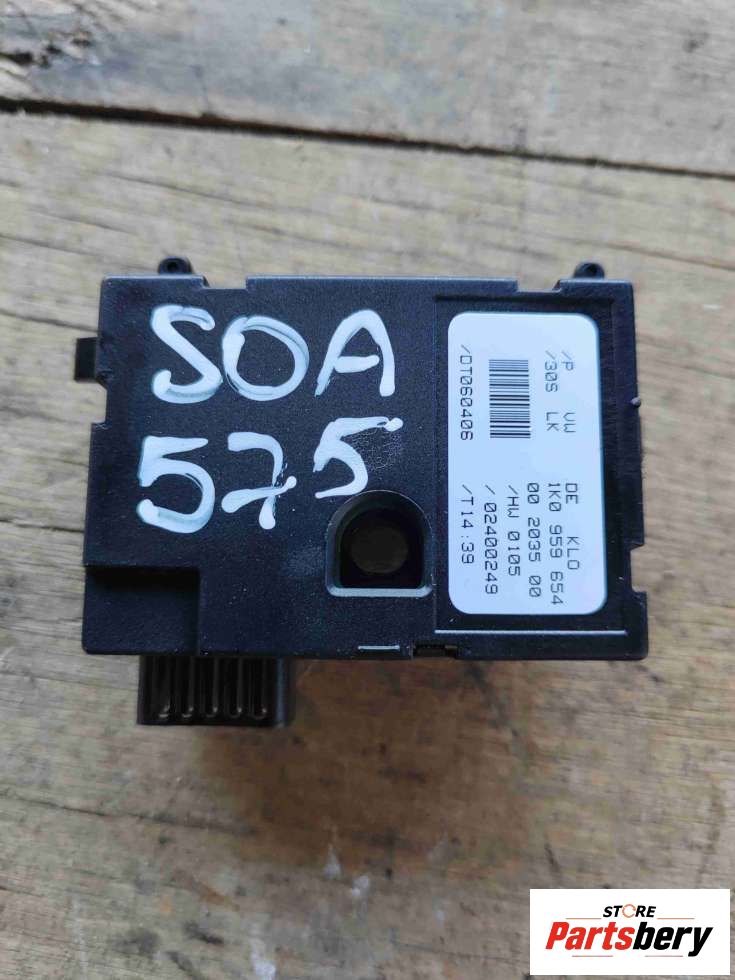 SOA
575
/P VW DE KLO
/30S LK 1K0 959 654
00 2035 00
/HW 0105
/02400249
/DT060406 /T14:39
STORE
Partsbery